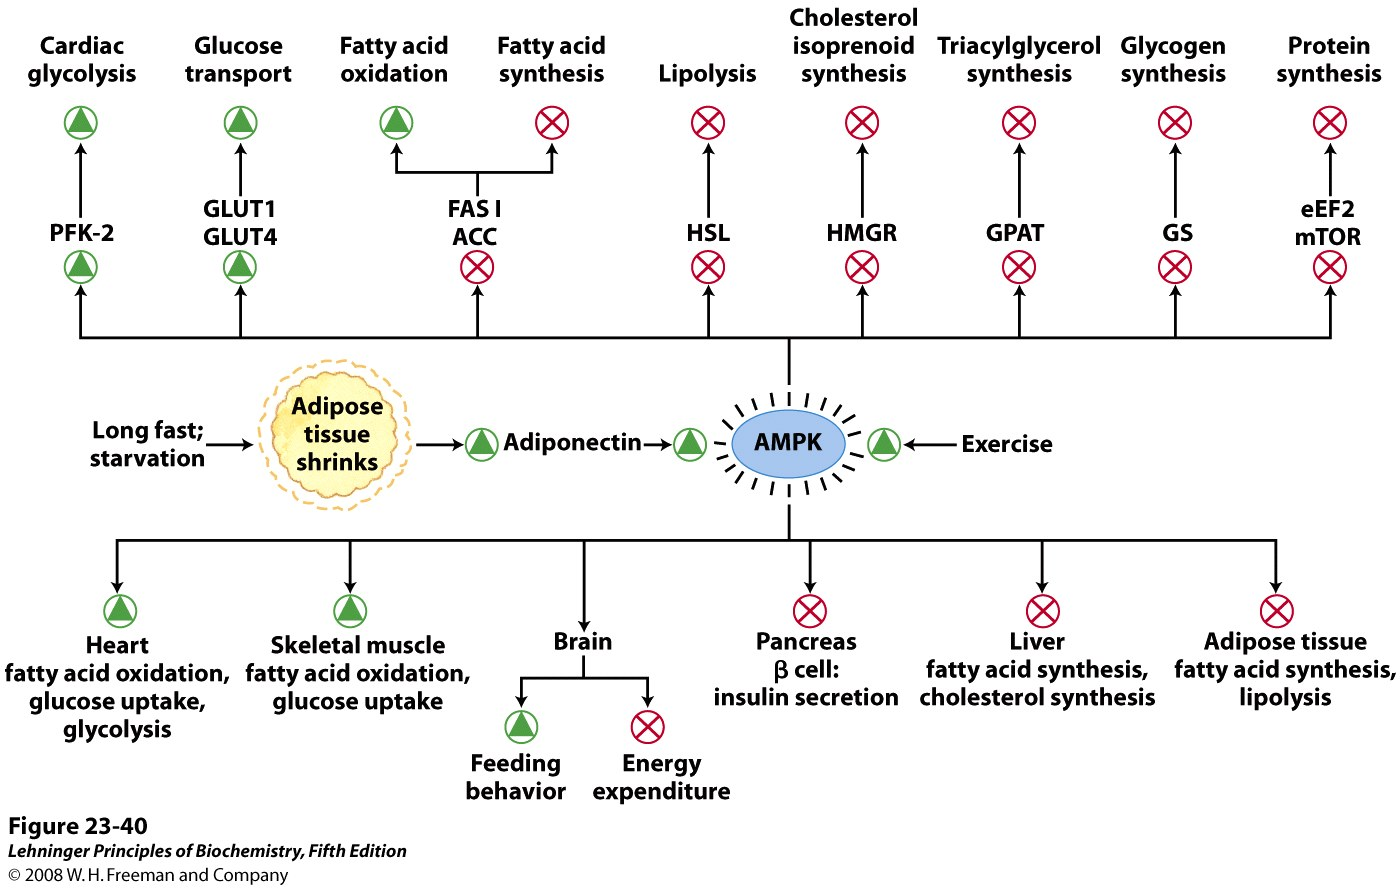 Cardiac
glycolysis
Glucose
transport
Fatty acid
oxidation
Fatty acid
synthesis
Lipolysis
Cholesterol
isoprenoid
synthesis
Triacylglycerol
synthesis
Glycogen
synthesis
Protein
synthesis
PFK-2
GLUT1
GLUT4
FAS I
ACC
HSL
HMGR
GPAT
GS
eEF2
mTOR
Long fast;
starvation
Adipose
tissue
shrinks
Adiponectin
AMPK
Exercise
Heart
fatty acid oxidation,
glucose uptake,
glycolysis
Skeletal muscle
fatty acid oxidation,
glucose uptake
Brain
Feeding
behavior
Energy
expenditure
Pancreas
β cell:
insulin secretion
Liver
fatty acid synthesis,
cholesterol synthesis
Adipose tissue
fatty acid synthesis,
lipolysis
Figure 23-40
Lehninger Principles of Biochemistry, Fifth Edition
© 2008 W. H. Freeman and Company